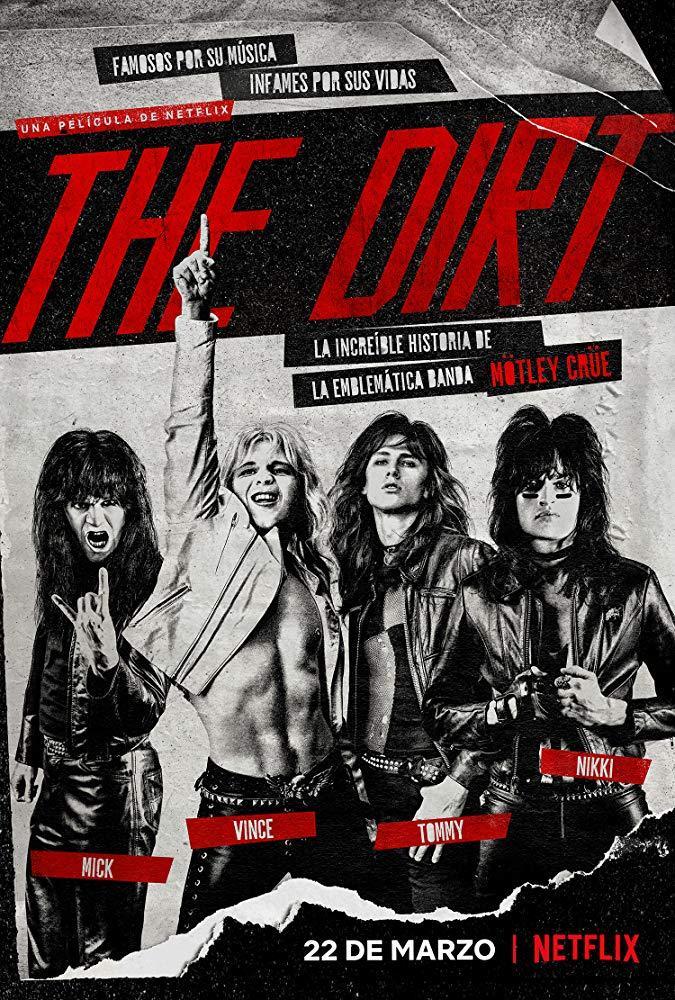 FAMOSOS POR SU MÚSICA
INFAMES POR SUS VIDAS
UNA PELÍCULA DE NETFLIX
THE DIRT
LA INCREÍBLE HISTORIA DE
LA EMBLEMÁTICA BANDA MÖTLEY CRÜE
NIKKI
VINCE
TOMMY
MICK
22 DE MARZO | NETFLIX